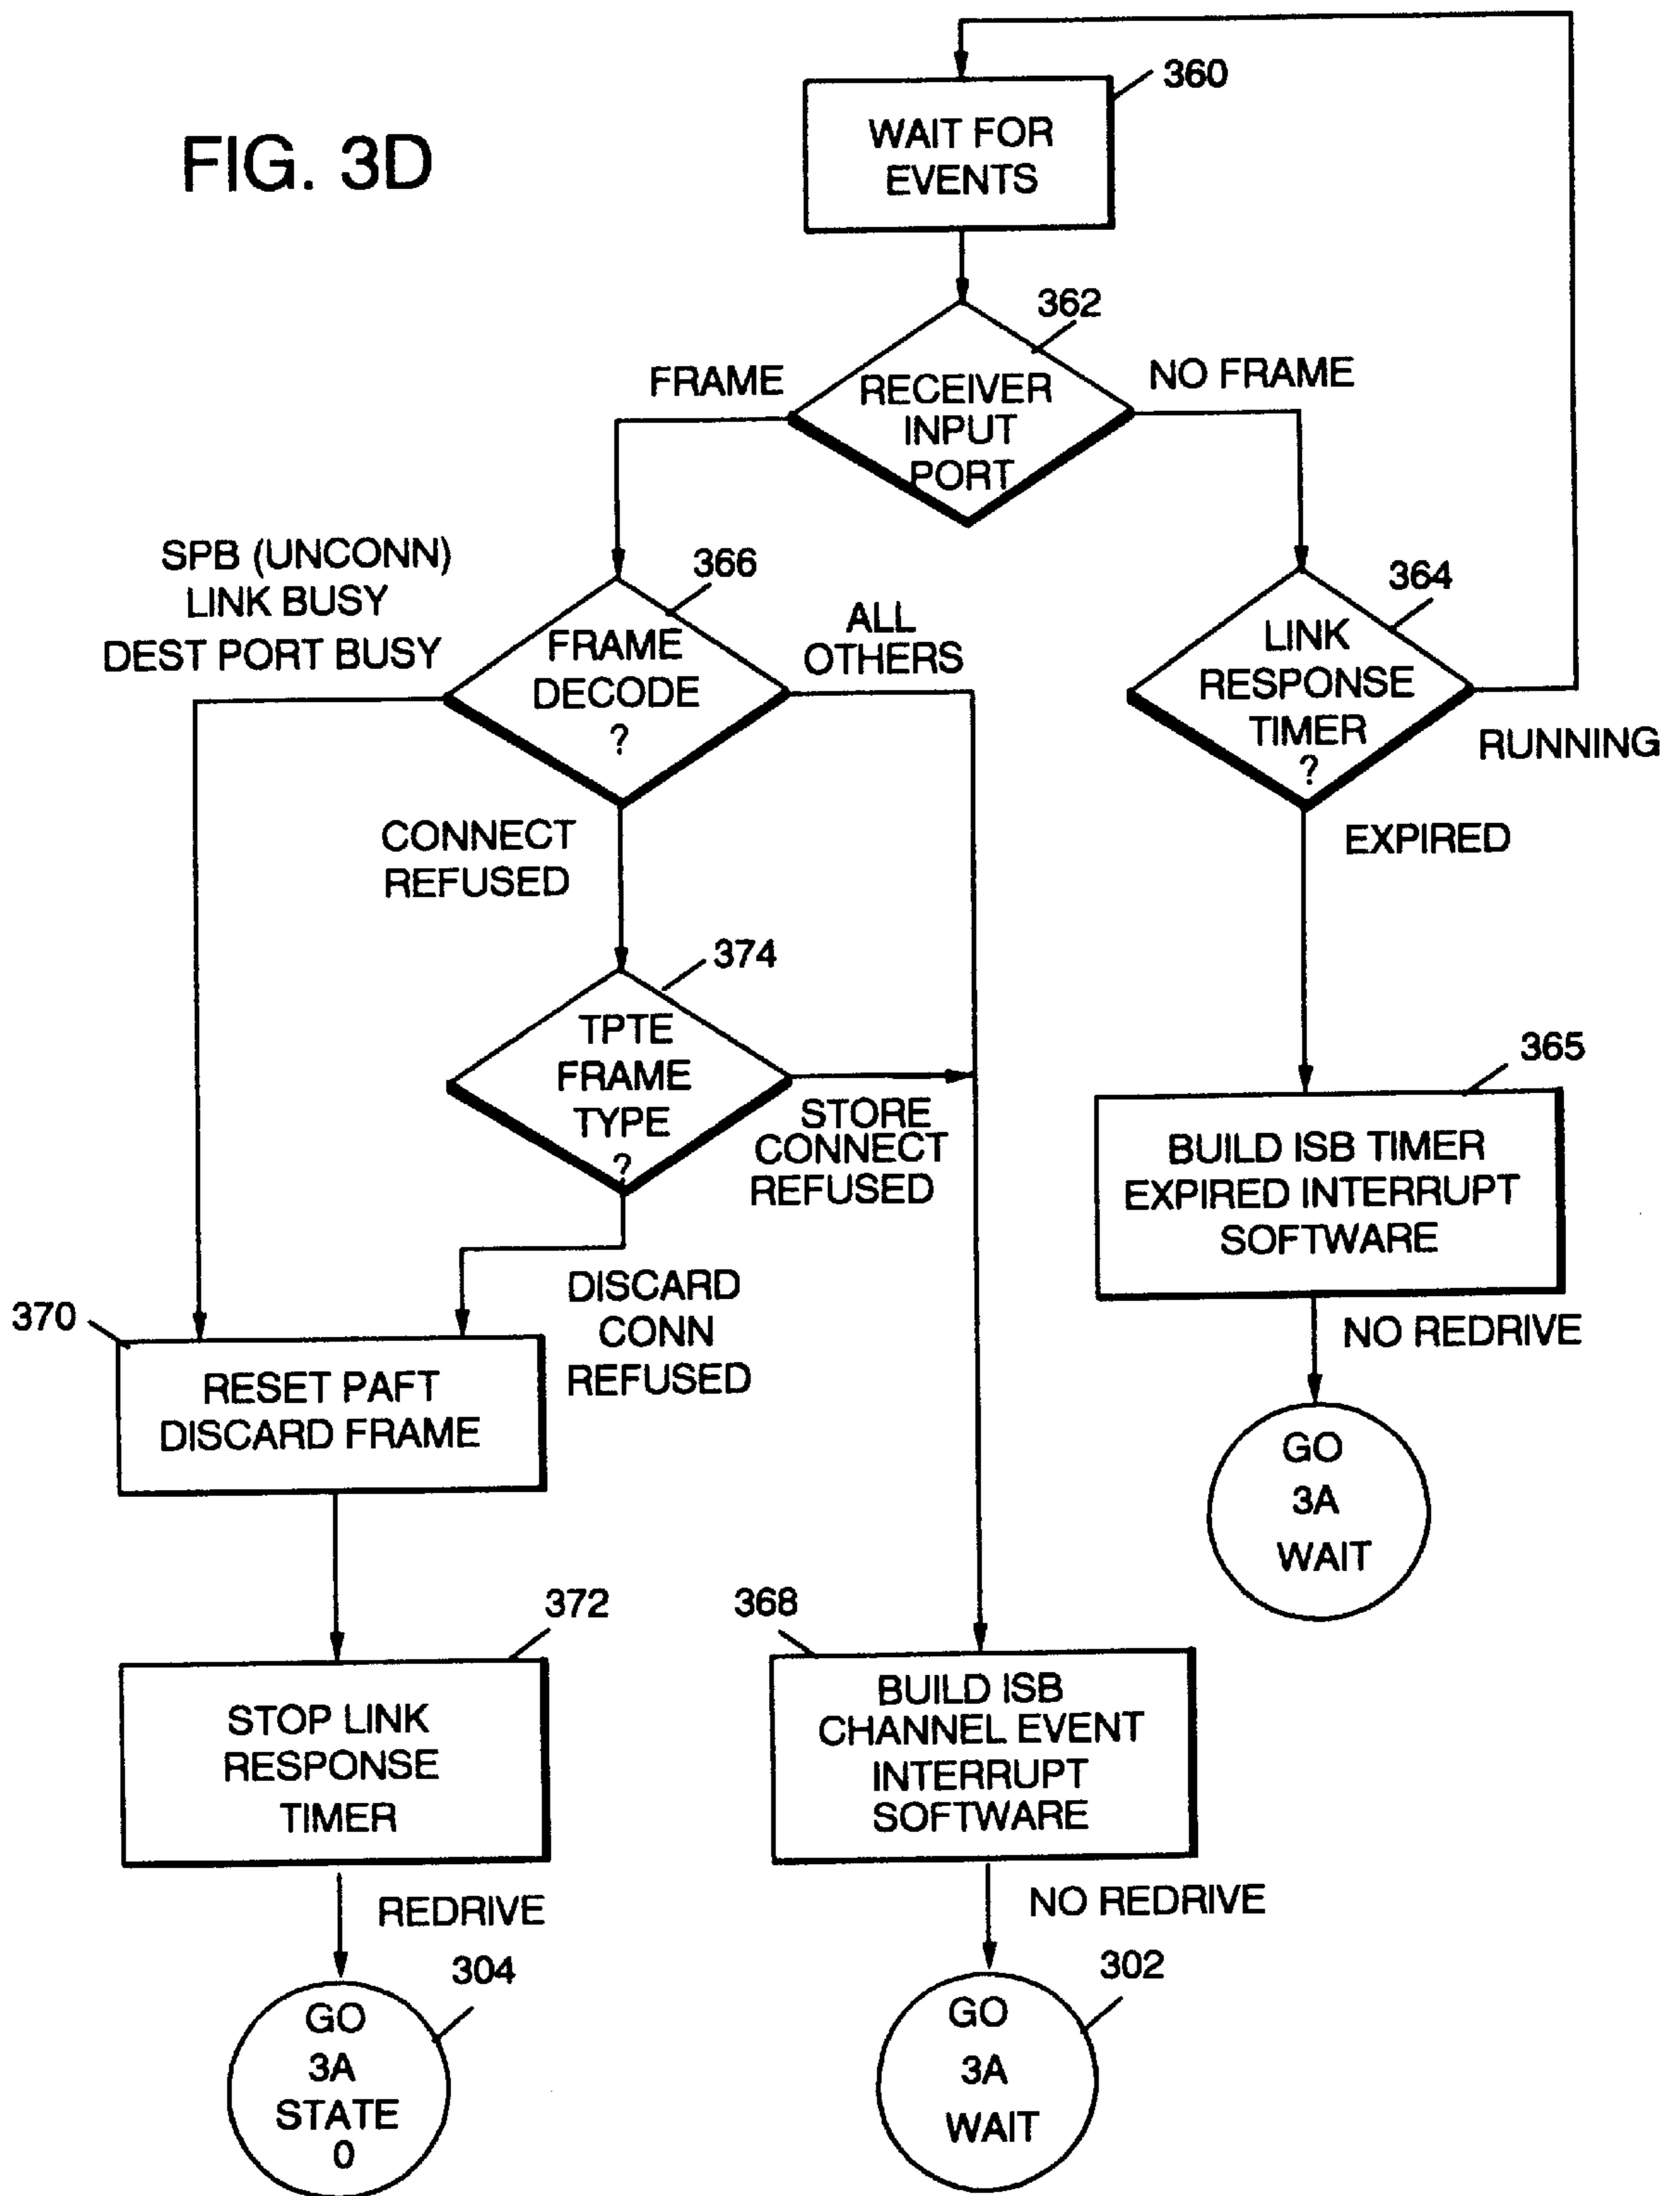 FIG. 3D
360
WAIT FOR
EVENTS
362
FRAME
NO FRAME
RECEIVER
INPUT
PORT
SPB (UNCONN)
LINK BUSY
DEST PORT BUSY
366
FRAME
DECODE
?
ALL
OTHERS
364
LINK
RESPONSE
TIMER
?
RUNNING
EXPIRED
CONNECT
REFUSED
374
TPTE
FRAME
TYPE
?
STORE
CONNECT
REFUSED
365
BUILD ISB TIMER
EXPIRED INTERRUPT
SOFTWARE
NO REDRIVE
GO
3A
WAIT
DISCARD
CONN
REFUSED
370
RESET PAFT
DISCARD FRAME
372
STOP LINK
RESPONSE
TIMER
REDRIVE
304
GO
3A
STATE
0
368
BUILD ISB
CHANNEL EVENT
INTERRUPT
SOFTWARE
NO REDRIVE
302
GO
3A
WAIT